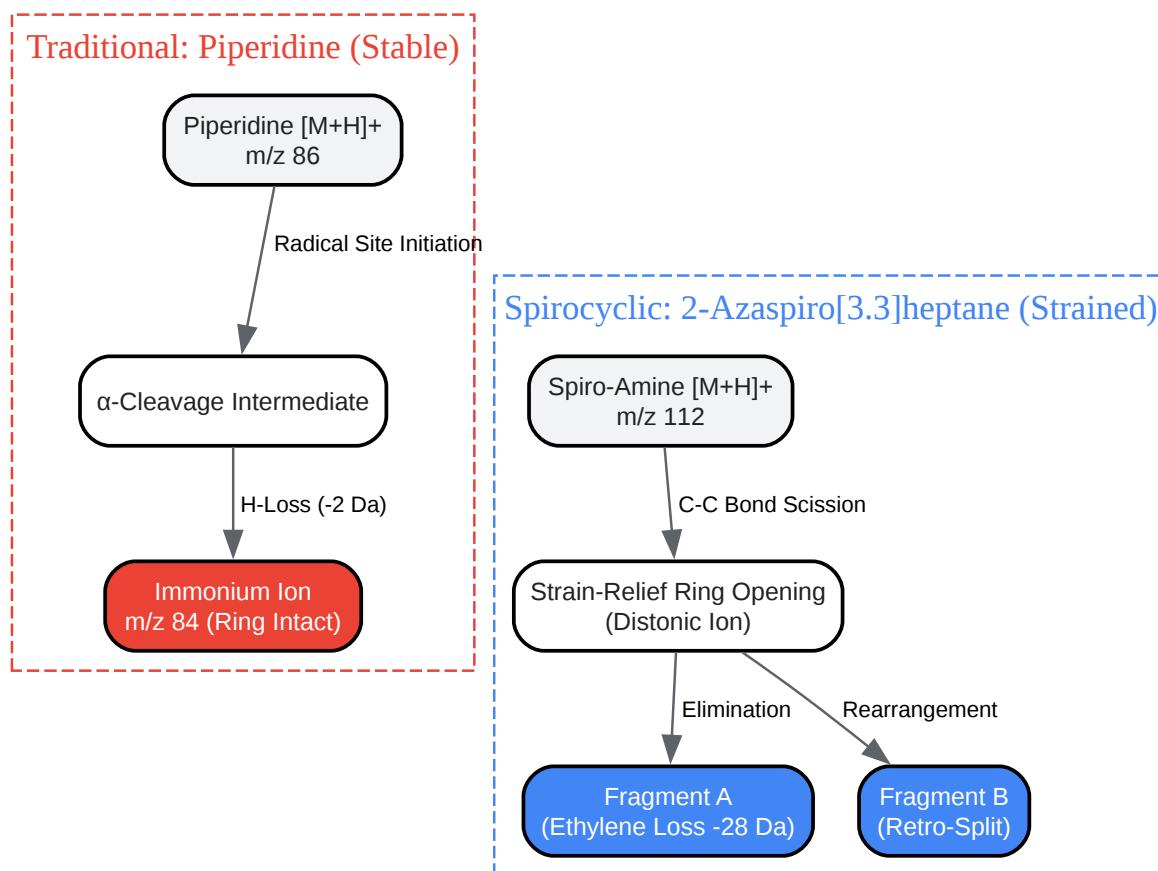 Traditional: Piperidine (Stable)
Piperidine [M+H]+
m/z 86
Radical Site Initiation
α-Cleavage Intermediate
H-Loss (-2 Da)
Immonium Ion
m/z 84 (Ring Intact)
Spirocyclic: 2-Azaspiro[3.3]heptane (Strained)
Spiro-Amine [M+H]+
m/z 112
C-C Bond Scission
Strain-Relief Ring Opening
(Distonic Ion)
Elimination
Rearrangement
Fragment A
(Ethylene Loss -28 Da)
Fragment B
(Retro-Split)